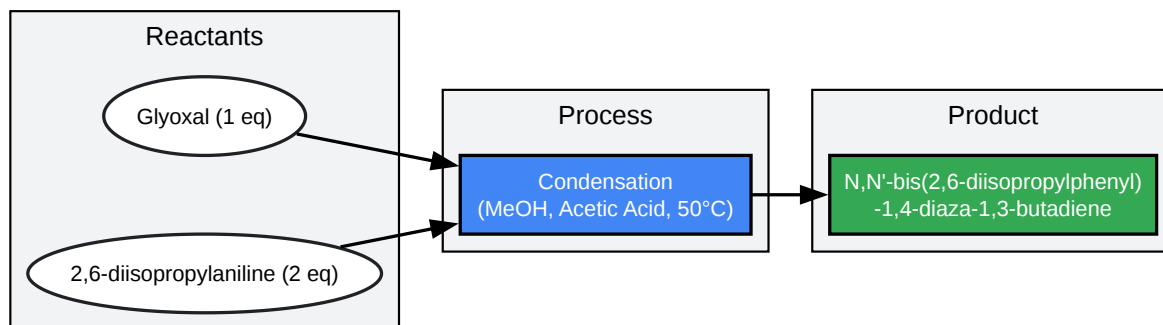 Reactants
Glyoxal (1 eq)
2,6-diisopropylaniline (2 eq)
Process
Condensation
(MeOH, Acetic Acid, 50°C)
Product
N,N'-bis(2,6-diisopropylphenyl)
-1,4-diaza-1,3-butadiene